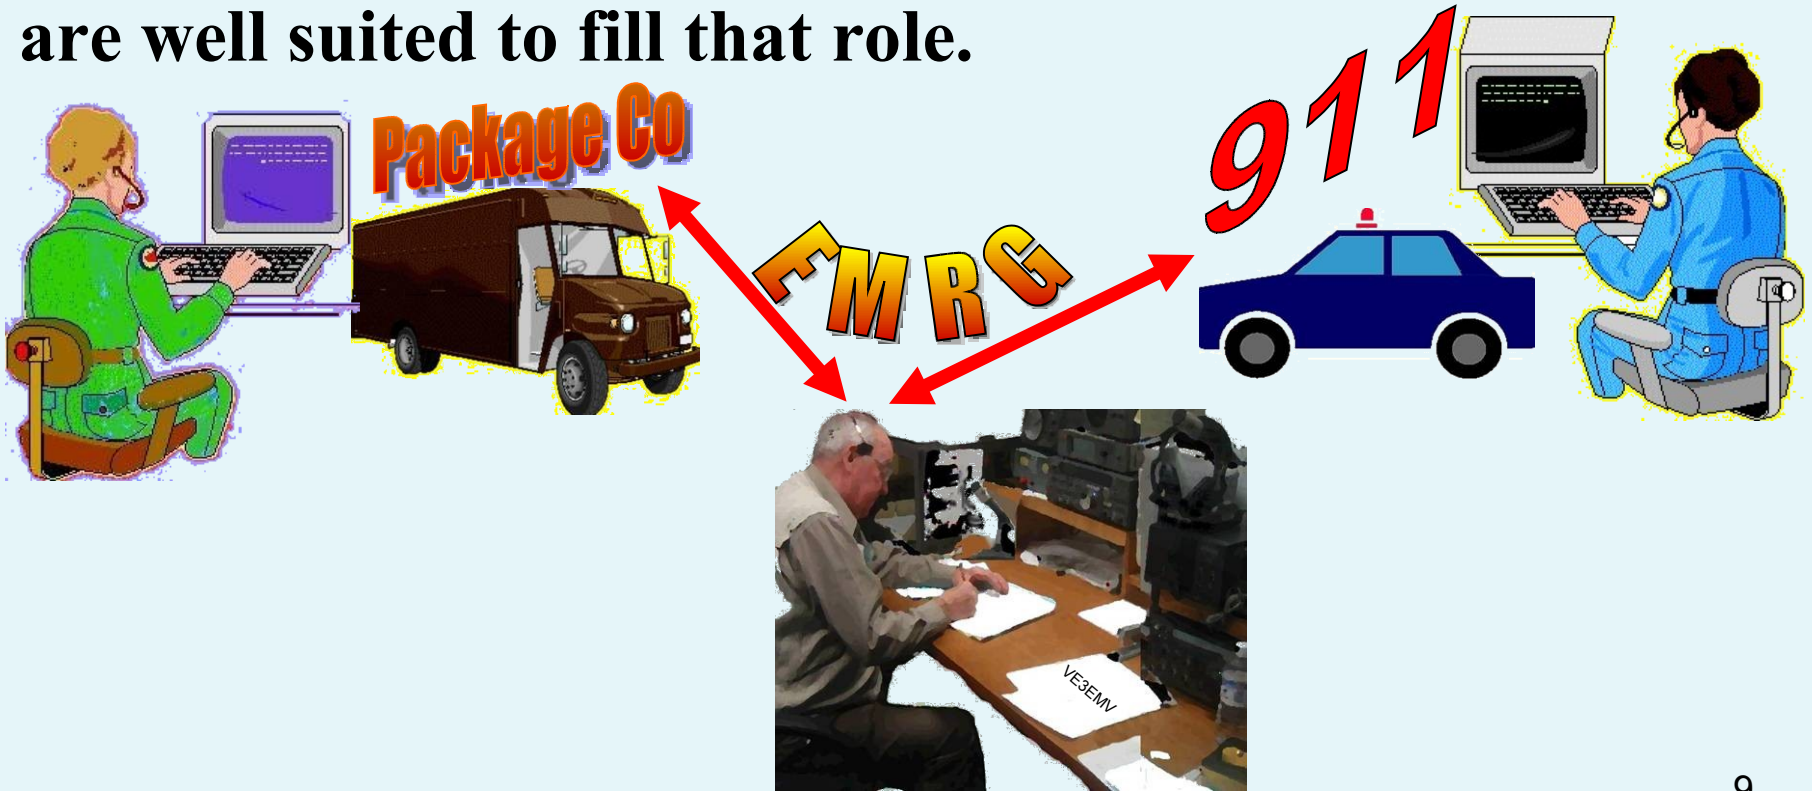 are well suited to fill that role.
Package Co
911
EMRG
VE3EMV
9